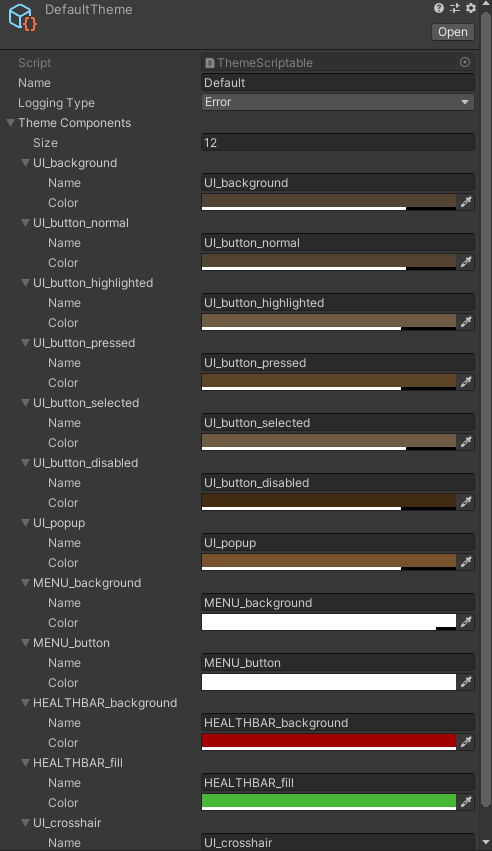 DefaultTheme
Open
Script ThemeScriptable
Name Default
Logging Type Error
Theme Components
Size 12
UI_background
Name UI_background
Color
UI_button_normal
Name UI_button_normal
Color
UI_button_highlighted
Name UI_button_highlighted
Color
UI_button_pressed
Name UI_button_pressed
Color
UI_button_selected
Name UI_button_selected
Color
UI_button_disabled
Name UI_button_disabled
Color
UI_popup
Name UI_popup
Color
MENU_background
Name MENU_background
Color
MENU_button
Name MENU_button
Color
HEALTHBAR_background
Name HEALTHBAR_background
Color
HEALTHBAR_fill
Name HEALTHBAR_fill
Color
UI_crosshair
Name UI_crosshair